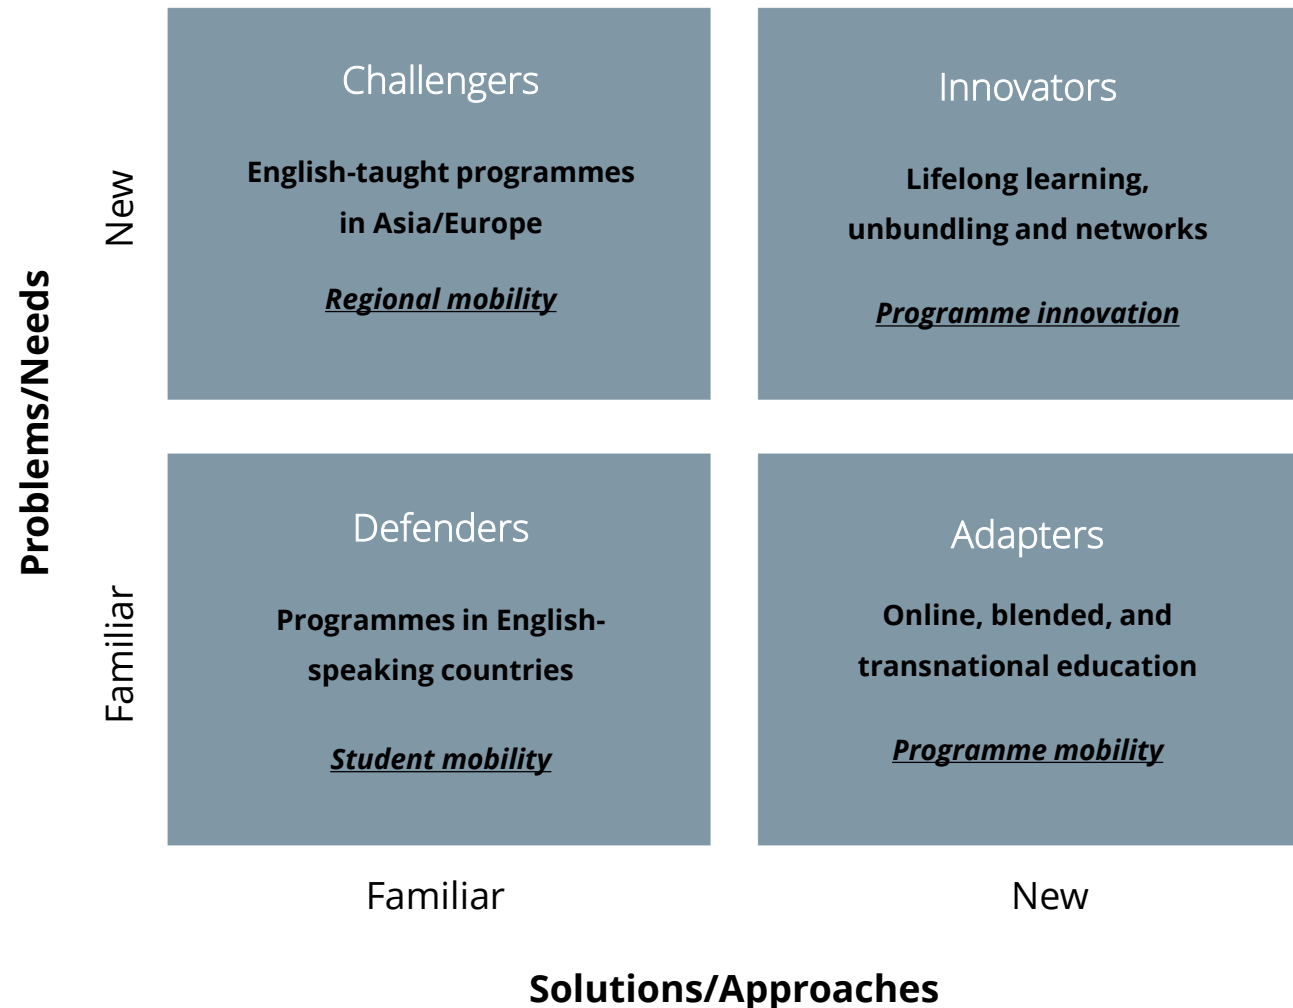 Problems/Needs
New
Challengers
English-taught programmes
in Asia/Europe
Regional mobility
Innovators
Lifelong learning,
unbundling and networks
Programme innovation
Familiar
Defenders
Programmes in English-
speaking countries
Student mobility
Adapters
Online, blended, and
transnational education
Programme mobility
Familiar
New
Solutions/Approaches